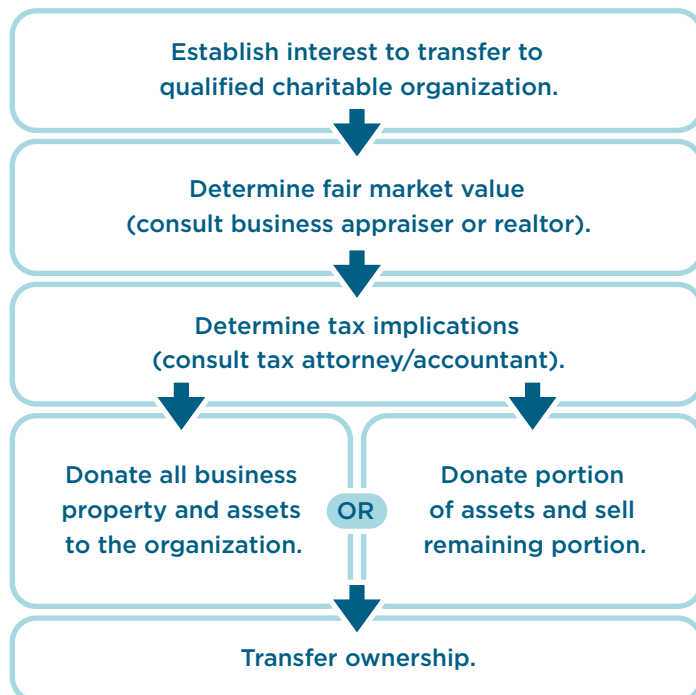 Establish interest to transfer to
qualified charitable organization.
Determine fair market value
(consult business appraiser or realtor).
Determine tax implications
(consult tax attorney/accountant).
Donate all business
property and assets
to the organization.
OR
Donate portion
of assets and sell
remaining portion.
Transfer ownership.